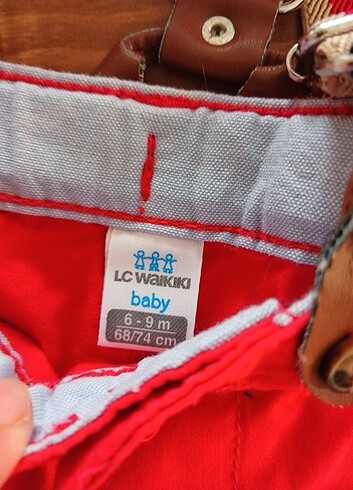 LC WAIKIKI
baby
6 - 9 m
68/74 cm